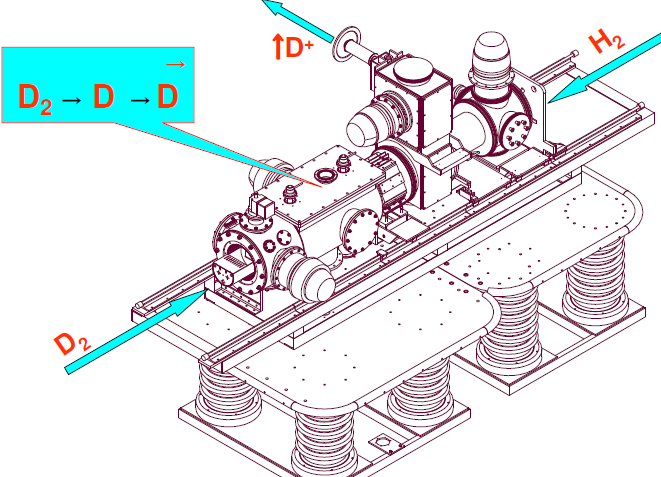 ↑D⁺
H₂
→
D₂ → D → D
D₂